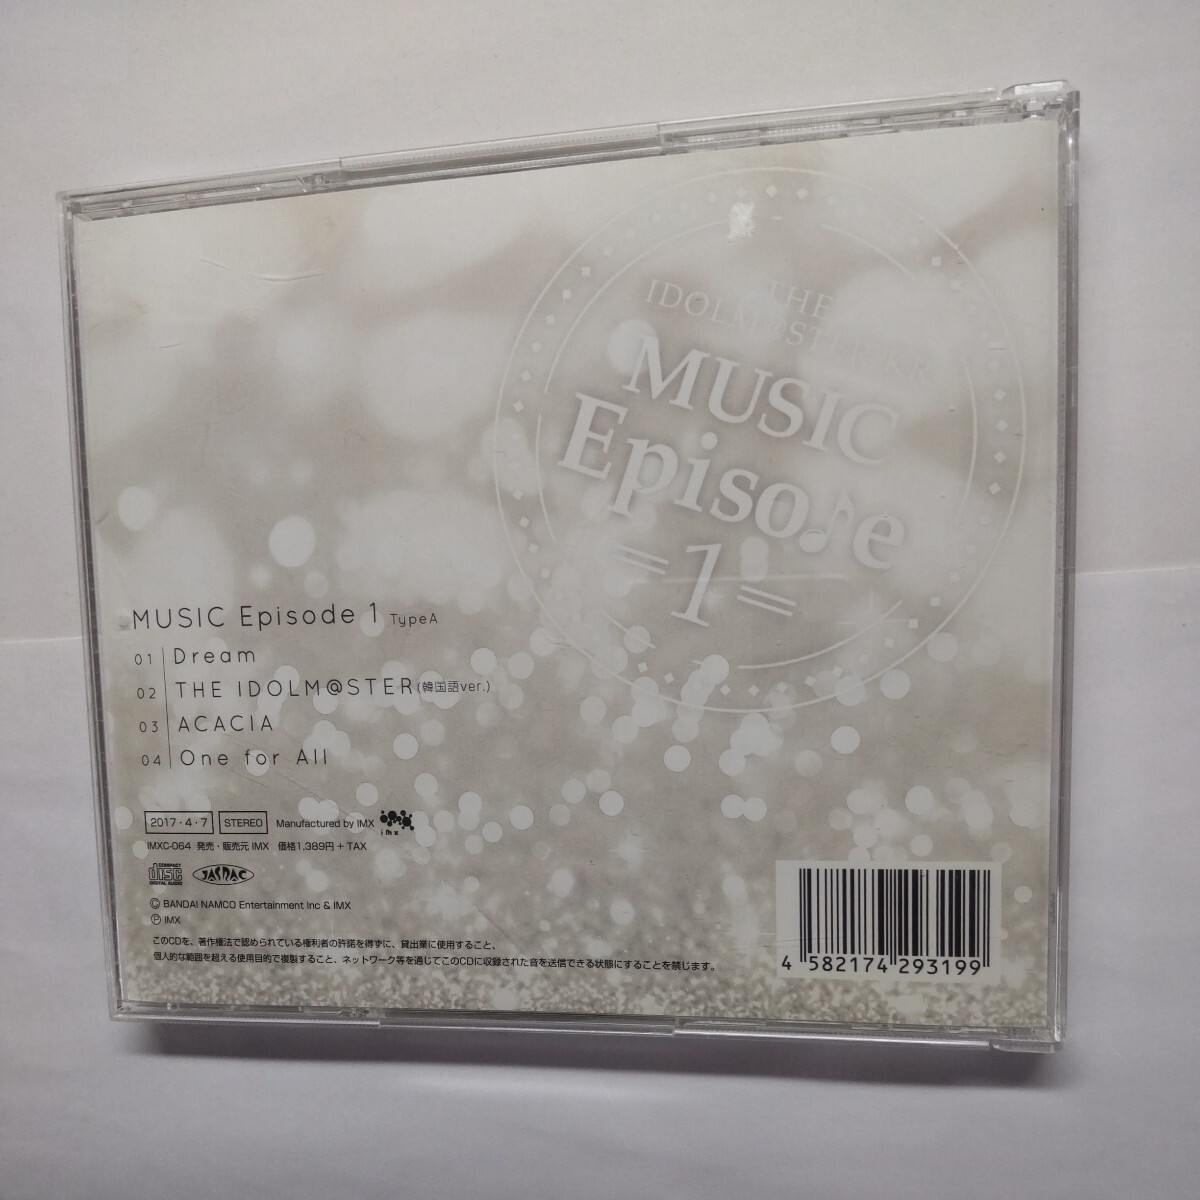 THE
IDOLM@STER.KR
MUSIC
Episode
=1=
MUSIC Episode 1 TypeA
01 Dream
02 THE IDOLM@STER(韓国語ver.)
03 ACACIA
04 One for All
2017・4・7 STEREO Manufactured by IMX imx
IMXC-064 発売・販売元 IMX 価格1,389円+TAX
COMPACT disc DIGITAL AUDIO JASRAC
© BANDAI NAMCO Entertainment Inc & IMX
℗ IMX
このCDを、著作権法で認められている権利者の許諾を得ずに、貸出業に使用すること、
個人的な範囲を超える使用目的で複製すること、ネットワーク等を通じてこのCDに収録された音を送信できる状態にすることを禁じます。
4 582174 293199